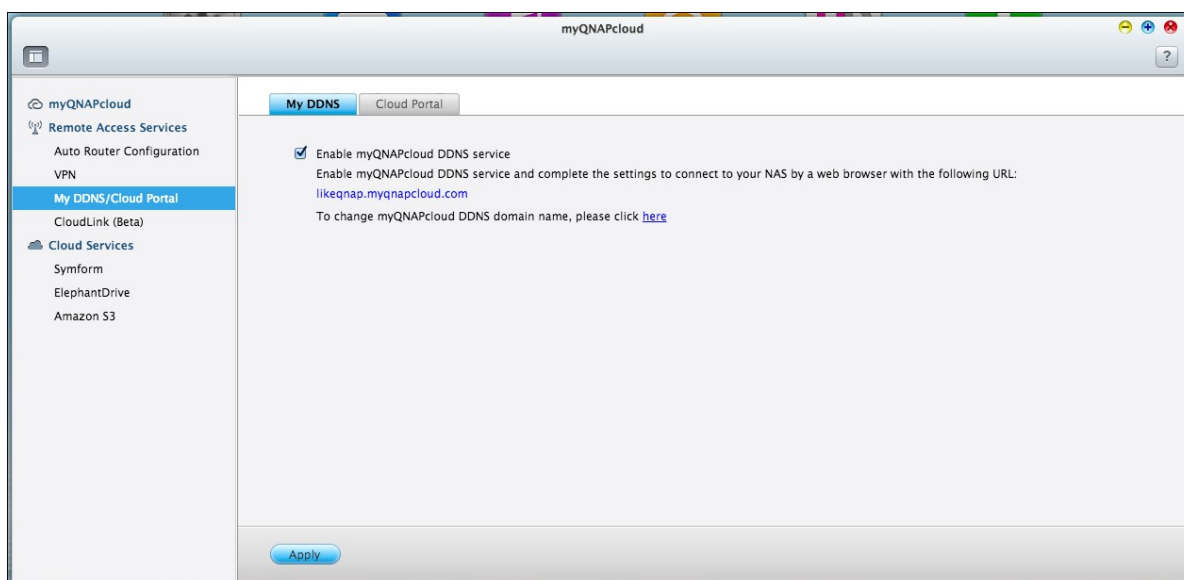 myQNAPcloud
?
myQNAPcloud
Remote Access Services
Auto Router Configuration
VPN
My DDNS/Cloud Portal
CloudLink (Beta)
Cloud Services
Symform
ElephantDrive
Amazon S3
My DDNS
Cloud Portal
Enable myQNAPcloud DDNS service
Enable myQNAPcloud DDNS service and complete the settings to connect to your NAS by a web browser with the following URL:
likeqnap.myqnapcloud.com
To change myQNAPcloud DDNS domain name, please click here
Apply